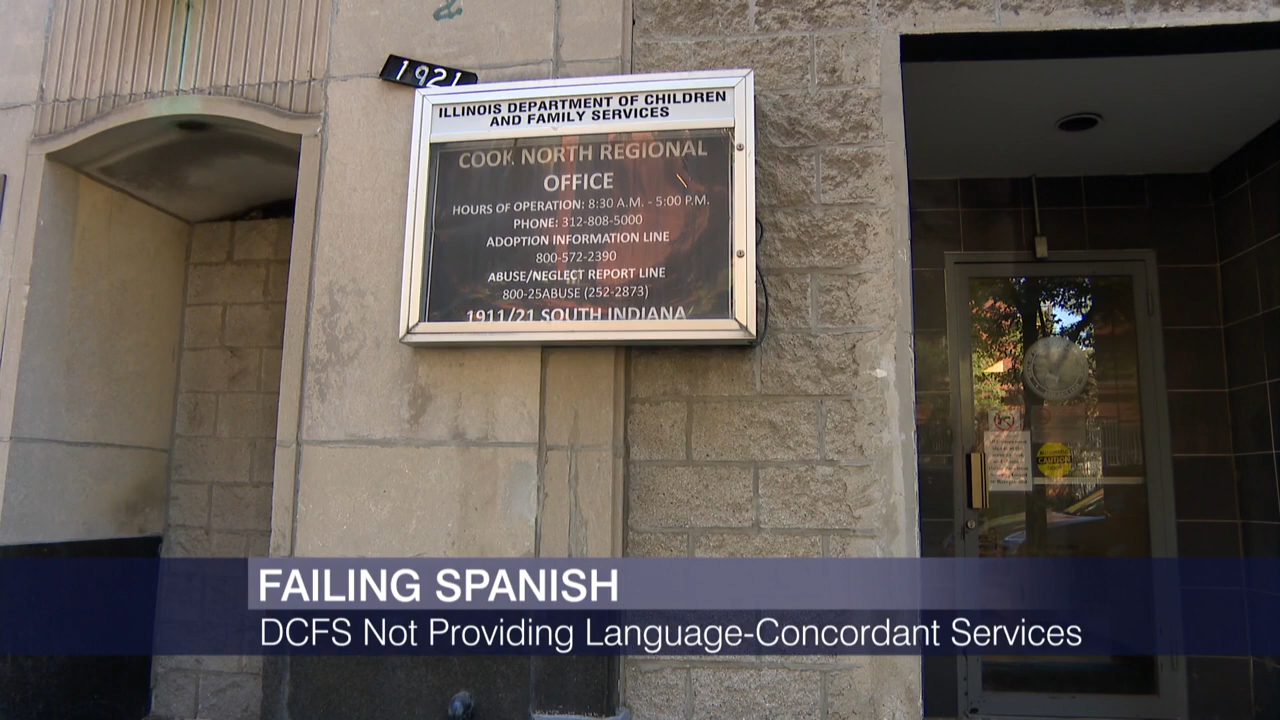 1921
ILLINOIS DEPARTMENT OF CHILDREN
AND FAMILY SERVICES
COOK NORTH REGIONAL
OFFICE
HOURS OF OPERATION: 8:30 A.M. - 5:00 P.M.
PHONE: 312-808-5000
ADOPTION INFORMATION LINE
800-572-2390
ABUSE/NEGLECT REPORT LINE
800-25ABUSE (252-2873)
1911/21 SOUTH INDIANA
CAUTION
FAILING SPANISH
DCFS Not Providing Language-Concordant Services